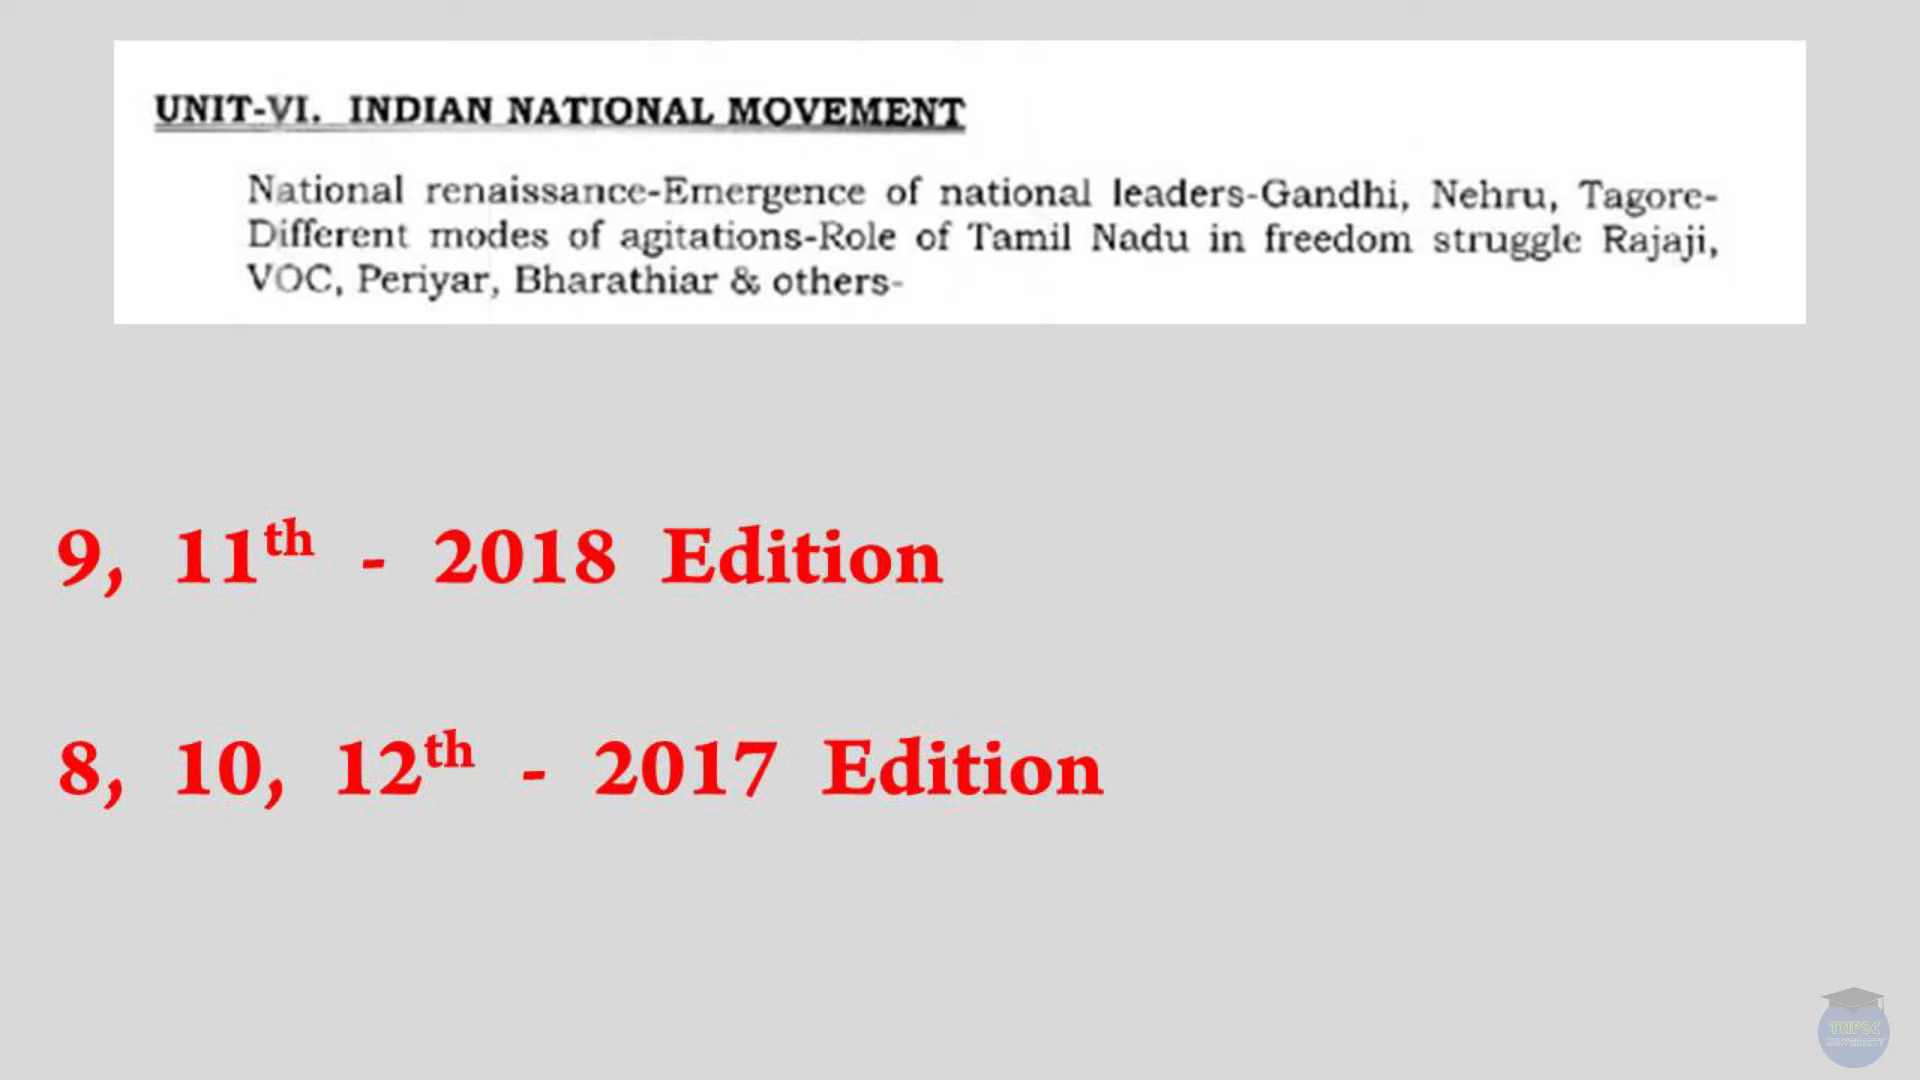 UNIT-VI. INDIAN NATIONAL MOVEMENT
National renaissance-Emergence of national leaders-Gandhi, Nehru, Tagore-
Different modes of agitations-Role of Tamil Nadu in freedom struggle Rajaji,
VOC, Periyar, Bharathiar & others-
9, 11th - 2018 Edition
8, 10, 12th - 2017 Edition
TNPSC
UNIVERSITY